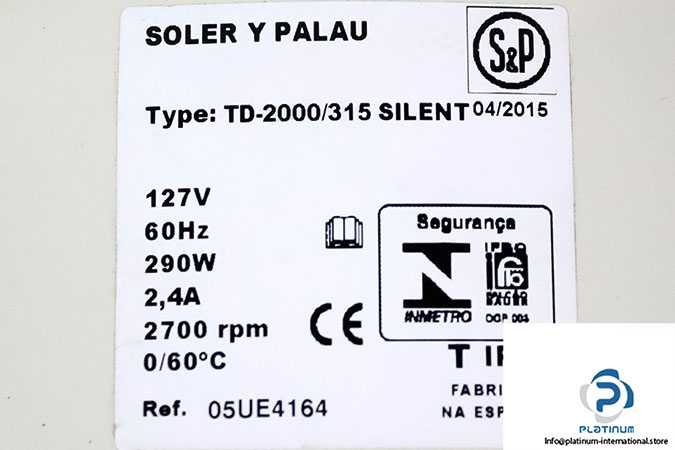 SOLER Y PALAU
S&P
Type: TD-2000/315 SILENT 04/2015
127V
60Hz
290W
2,4A
2700 rpm
0/60°C
Ref. 05UE4164
Segurança
INMETRO
OCP 004
CE
FABRI
NA ESP
PLATINUM
Info@platinum-international.store